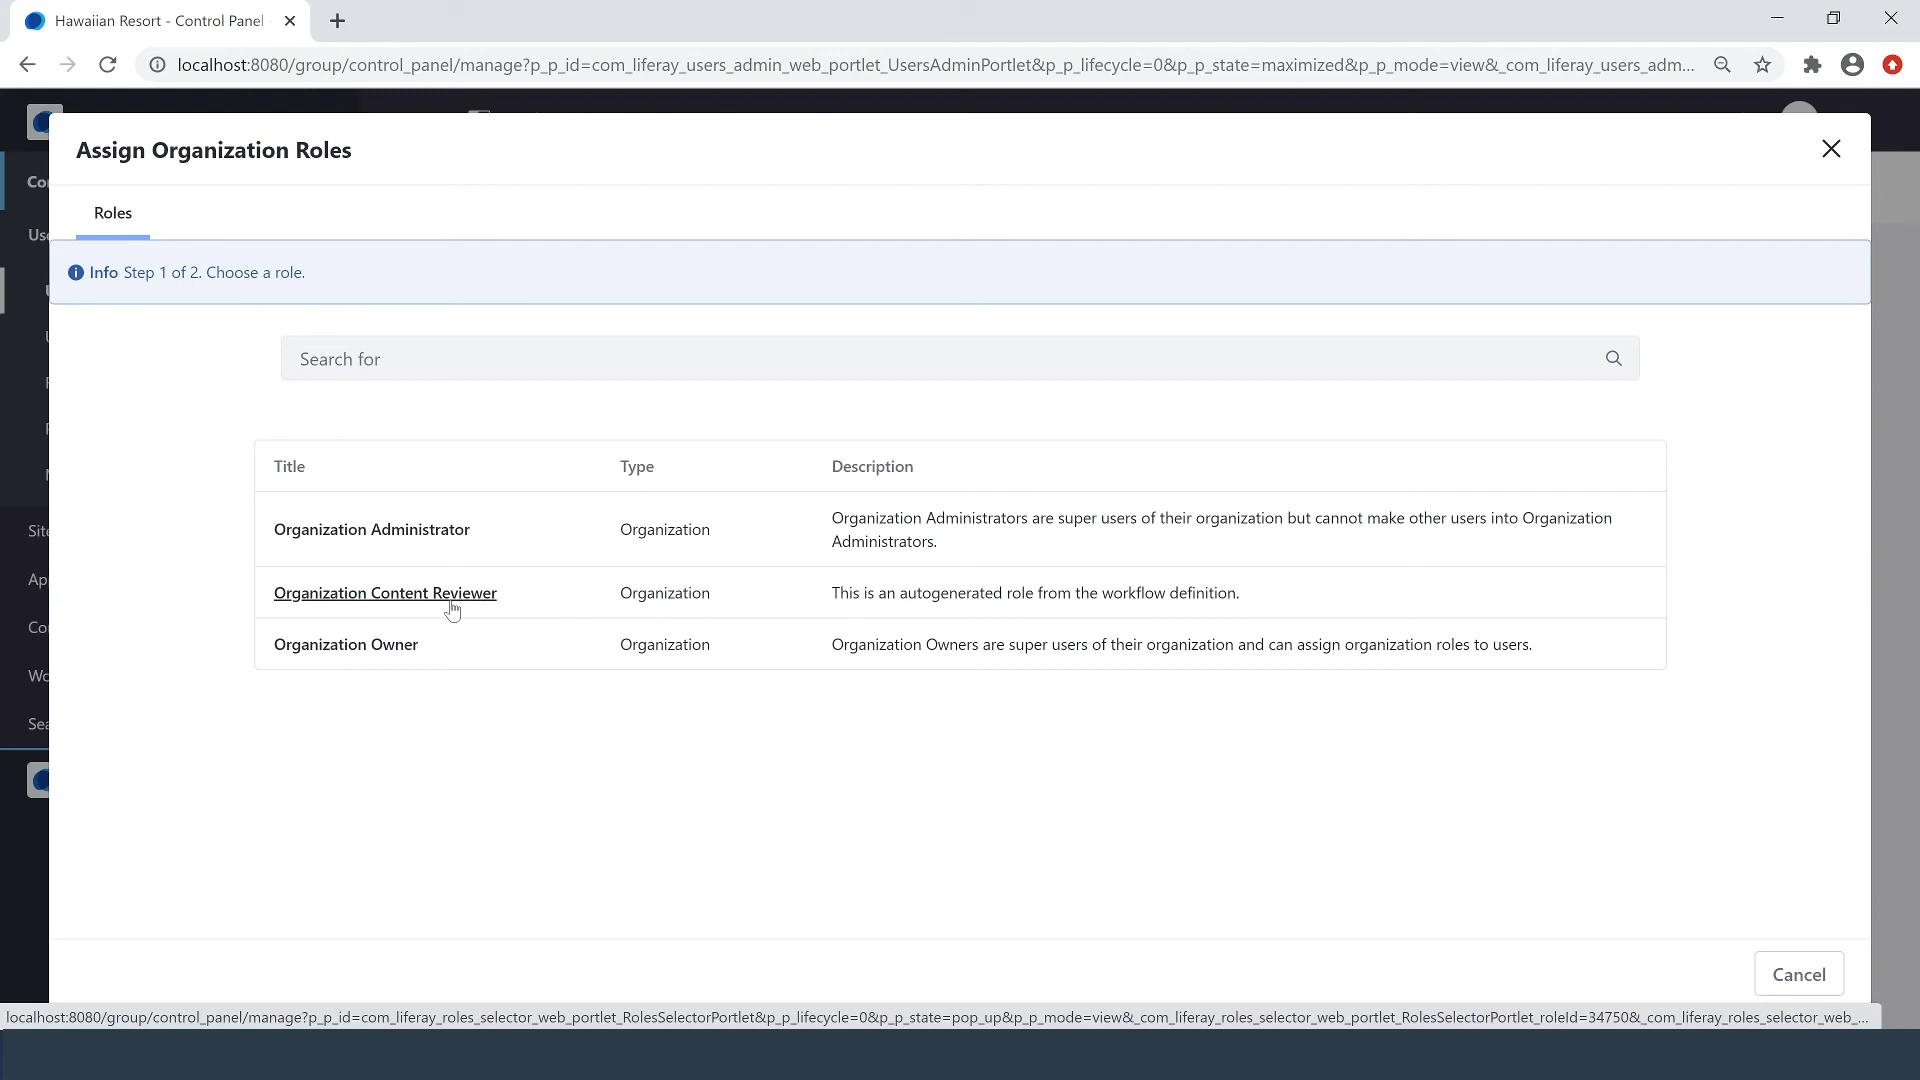 Hawaiian Resort - Control Panel
localhost:8080/group/control_panel/manage?p_p_id=com_liferay_users_admin_web_portlet_UsersAdminPortlet&p_p_lifecycle=0&p_p_state=maximized&p_p_mode=view&_com_liferay_users_adm...
Assign Organization Roles
Roles
Info Step 1 of 2. Choose a role.
Search for
Title Type Description
Organization Administrator Organization Organization Administrators are super users of their organization but cannot make other users into Organization
Administrators.
Organization Content Reviewer Organization This is an autogenerated role from the workflow definition.
Organization Owner Organization Organization Owners are super users of their organization and can assign organization roles to users.
Cancel
localhost:8080/group/control_panel/manage?p_p_id=com_liferay_roles_selector_web_portlet_RolesSelectorPortlet&p_p_lifecycle=0&p_p_state=pop_up&p_p_mode=view&_com_liferay_roles_selector_web_portlet_RolesSelectorPortlet_roleId=34750&_com_liferay_roles_selector_web_...